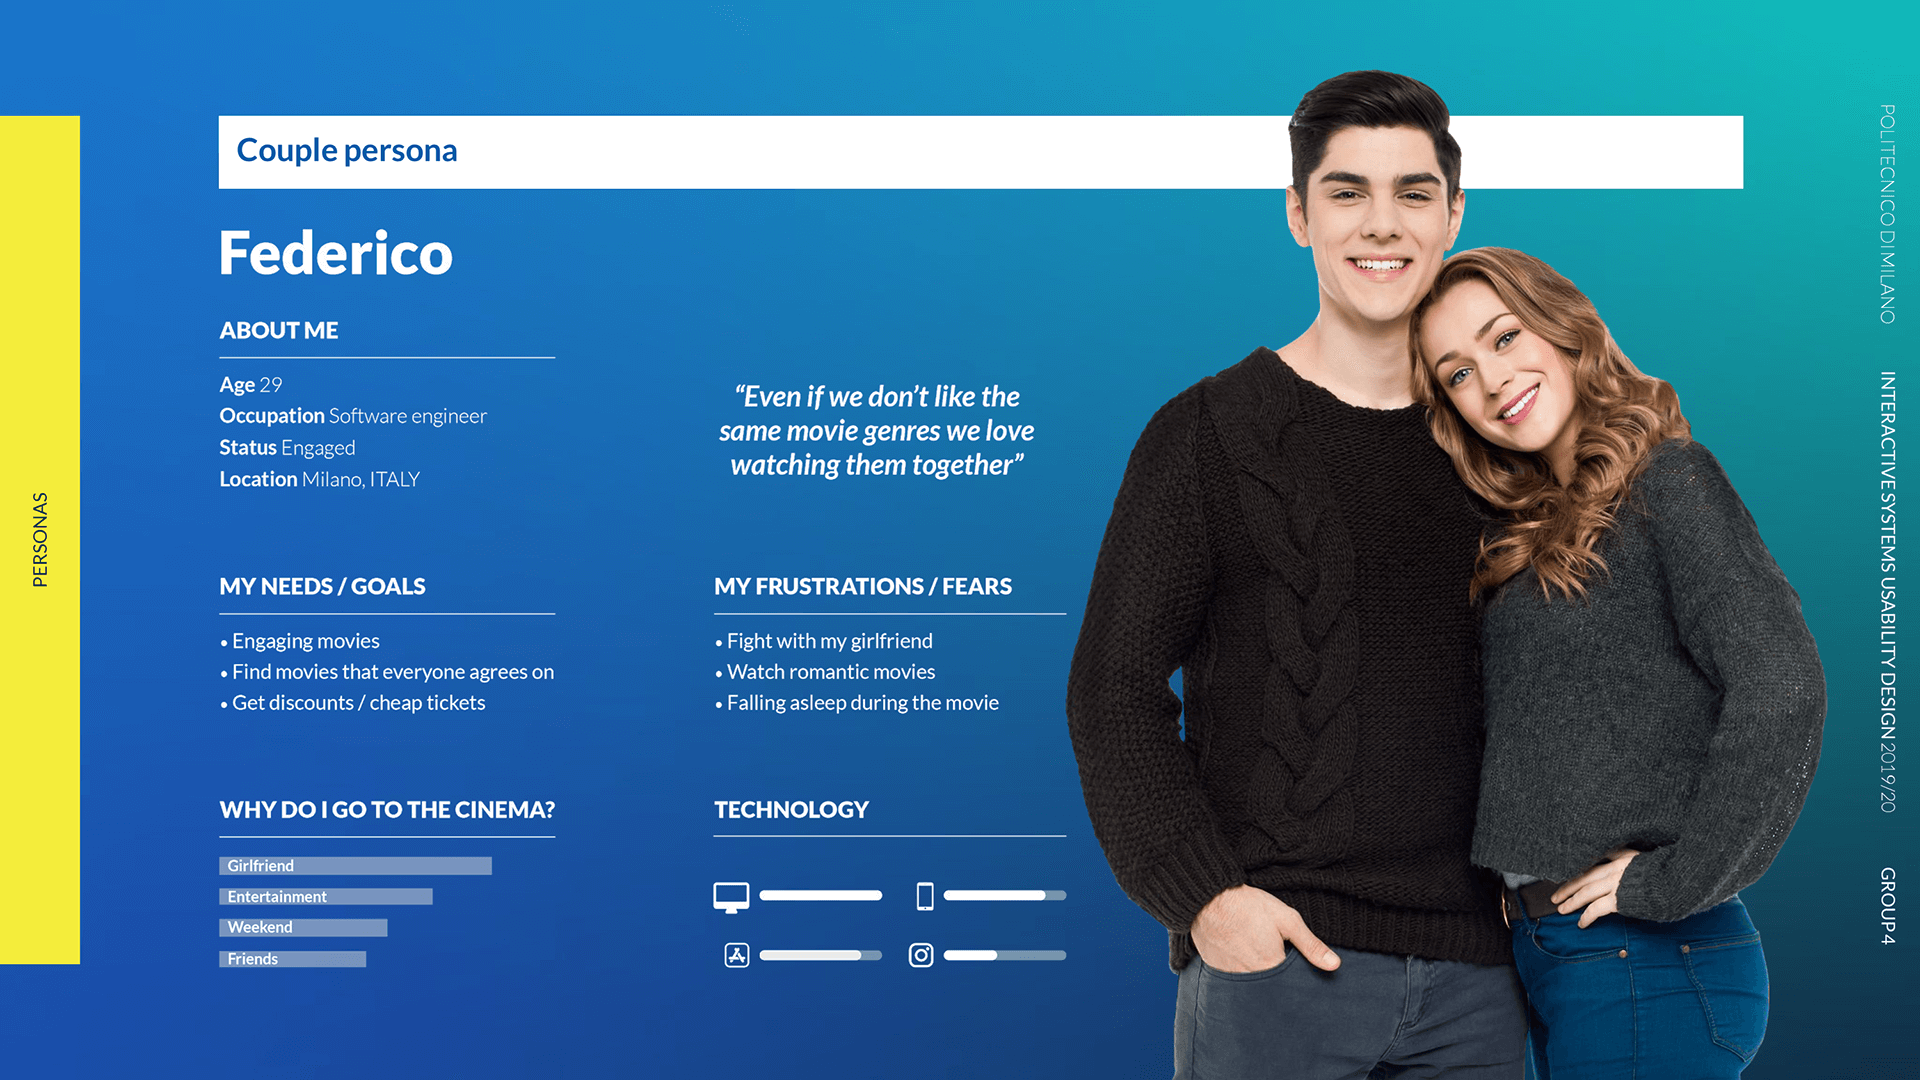 Couple persona
Federico
ABOUT ME
Age 29
Occupation Software engineer
Status Engaged
Location Milano, ITALY
“Even if we don’t like the
same movie genres we love
watching them together”
MY NEEDS / GOALS
• Engaging movies
• Find movies that everyone agrees on
• Get discounts / cheap tickets
MY FRUSTRATIONS / FEARS
• Fight with my girlfriend
• Watch romantic movies
• Falling asleep during the movie
WHY DO I GO TO THE CINEMA?
Girlfriend
Entertainment
Weekend
Friends
TECHNOLOGY
PERSONAS
POLITECNICO DI MILANO
INTERACTIVE SYSTEMS USABILITY DESIGN 2019/20
GROUP 4